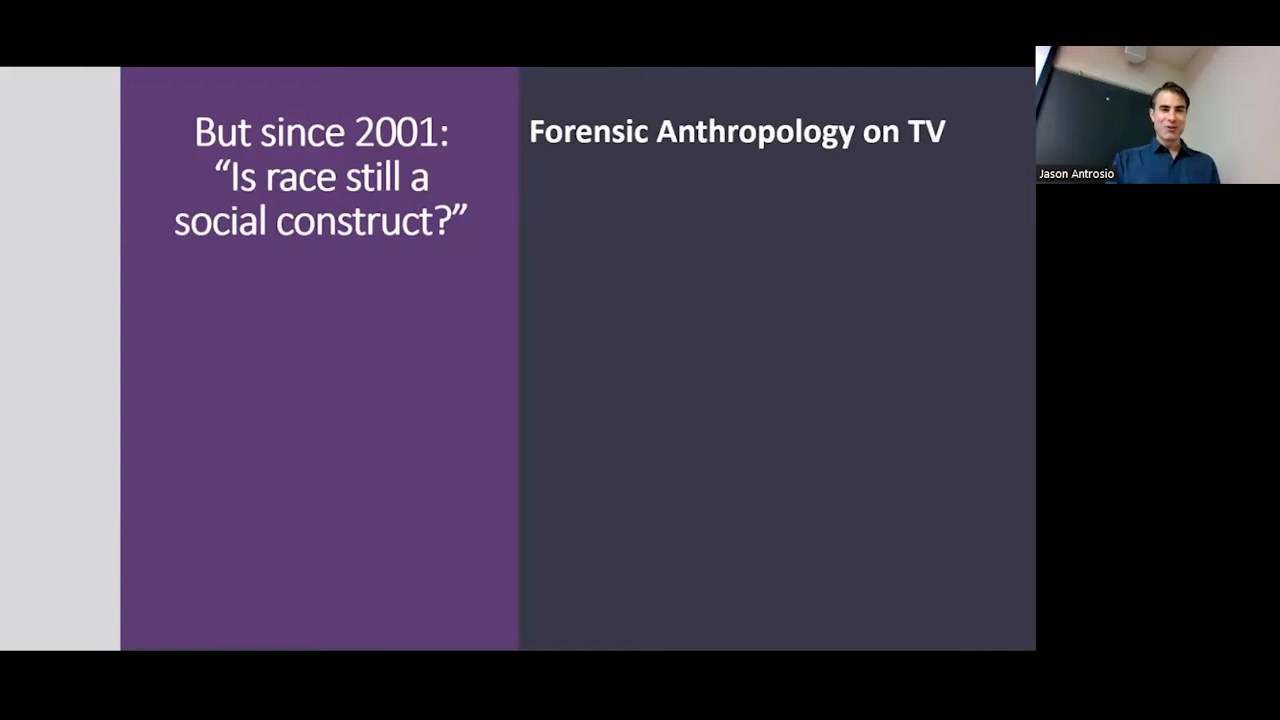 But since 2001:
“Is race still a
social construct?”
Forensic Anthropology on TV
Jason Antrosio